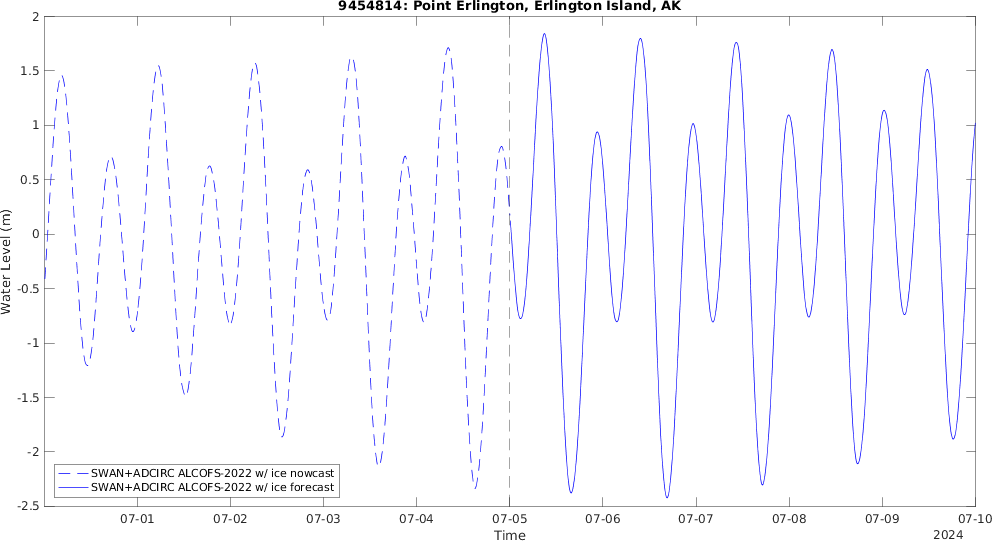 9454814: Point Erlington, Erlington Island, AK
2
1.5
1
0.5
0
-0.5
-1
-1.5
-2
-2.5
Water Level (m)
SWAN+ADCIRC ALCOFS-2022 w/ ice nowcast
SWAN+ADCIRC ALCOFS-2022 w/ ice forecast
07-01 07-02 07-03 07-04 07-05 07-06 07-07 07-08 07-09 07-10
Time
2024